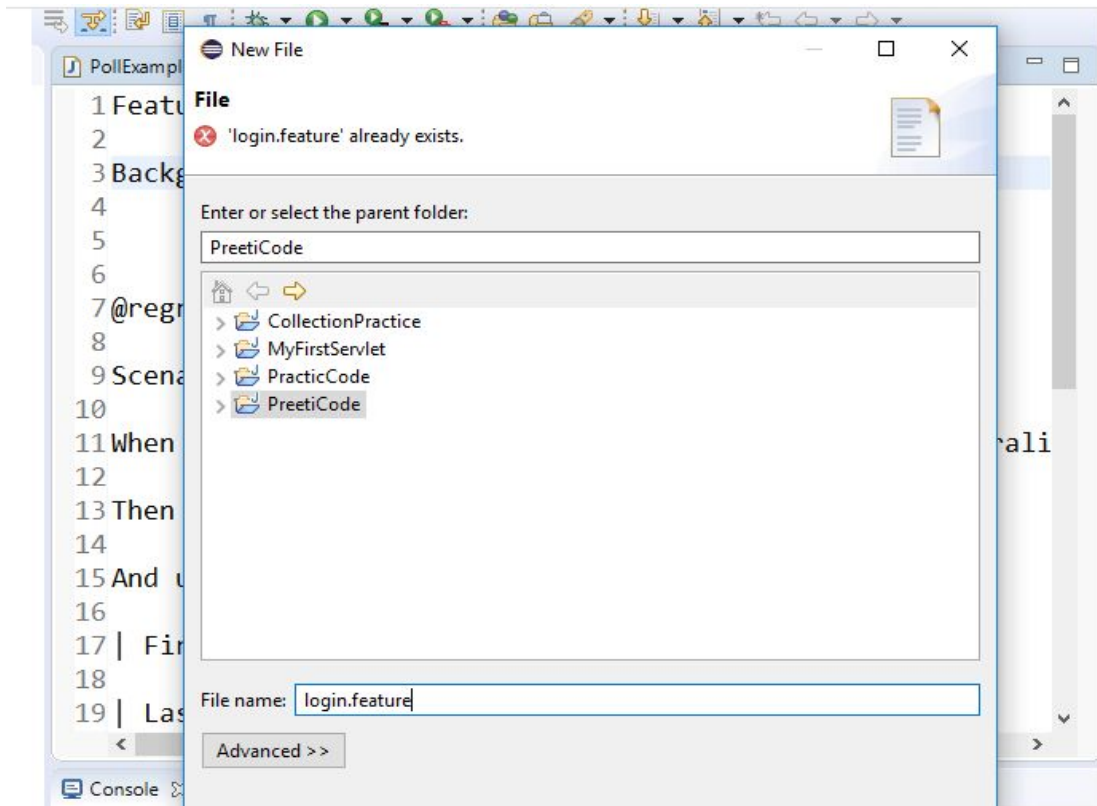 New File
PollExampl
File
'login.feature' already exists.
1 Featu
2
3 Backg
4
5
6
7 @regr
8
9 Scena
10
11 When rali
12
13 Then
14
15 And u
16
17 | Fir
18
19 | Las
Enter or select the parent folder:
PreetiCode
CollectionPractice
MyFirstServlet
PracticCode
PreetiCode
File name: login.feature
Advanced >>
Console